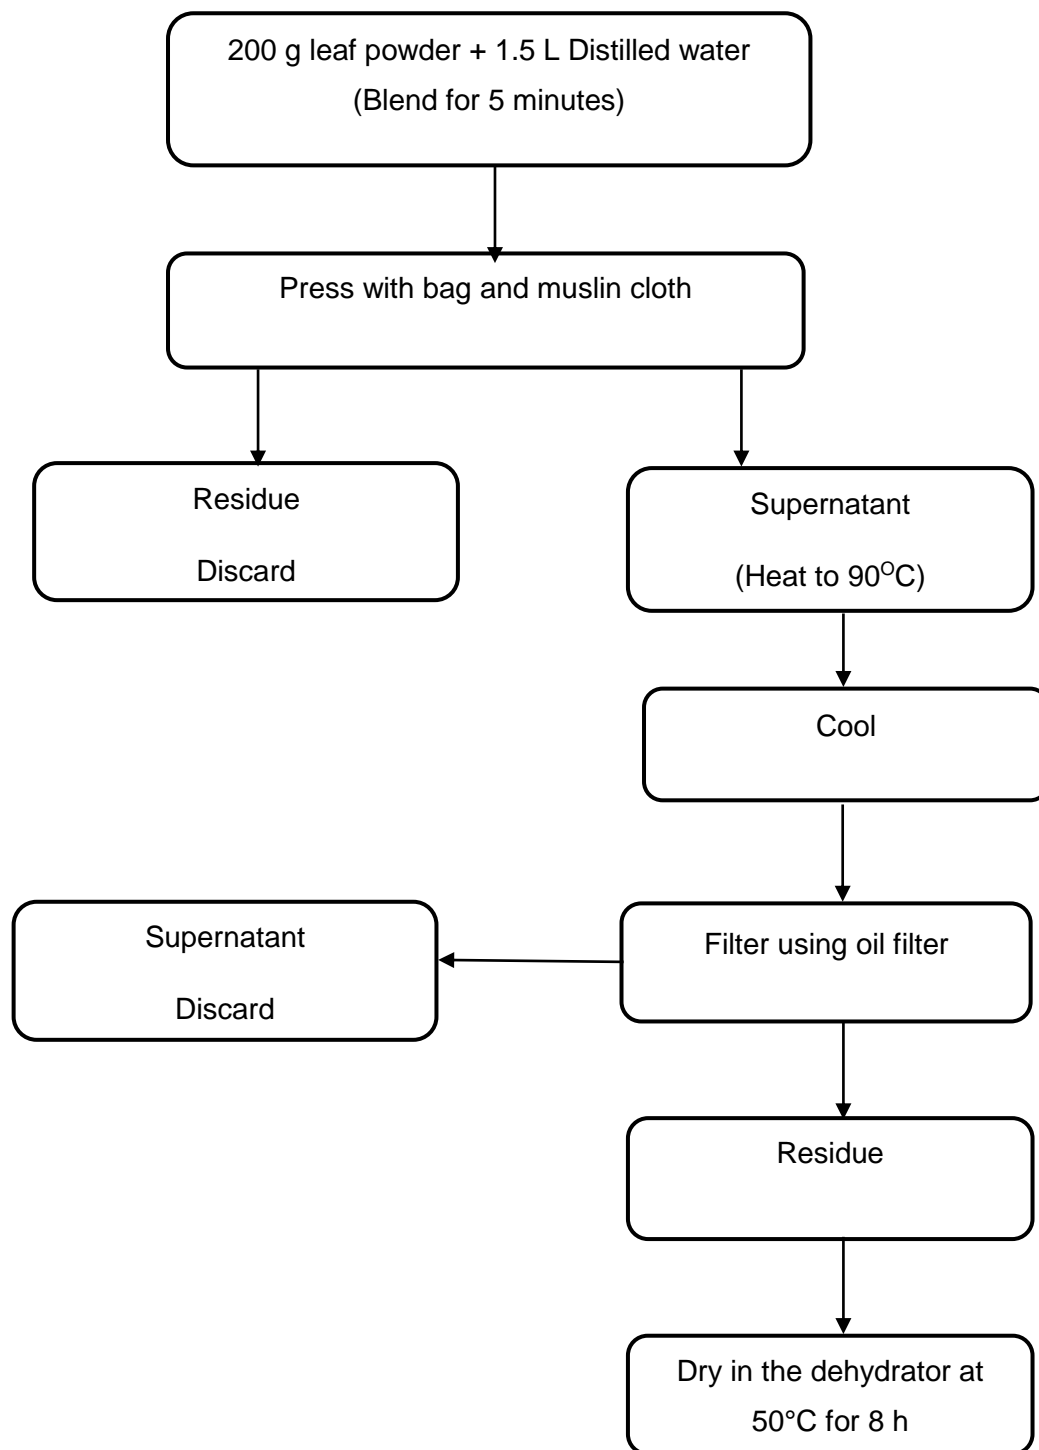 200 g leaf powder + 1.5 L Distilled water
(Blend for 5 minutes)
Press with bag and muslin cloth
Residue
Discard
Supernatant
(Heat to 90ᴼC)
Cool
Supernatant
Discard
Filter using oil filter
Residue
Dry in the dehydrator at
50°C for 8 h